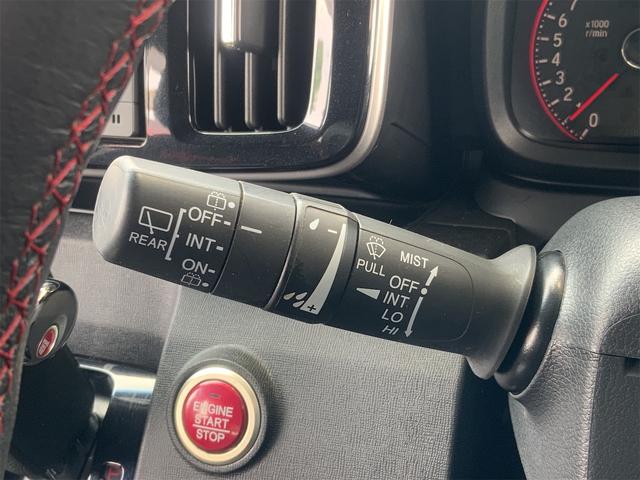 7
6
5
4
3
2
1
0
x1000
r/min
OFF
INT
ON
REAR
-
+
PULL
MIST
OFF
INT
LO
HI
ENGINE
START
STOP